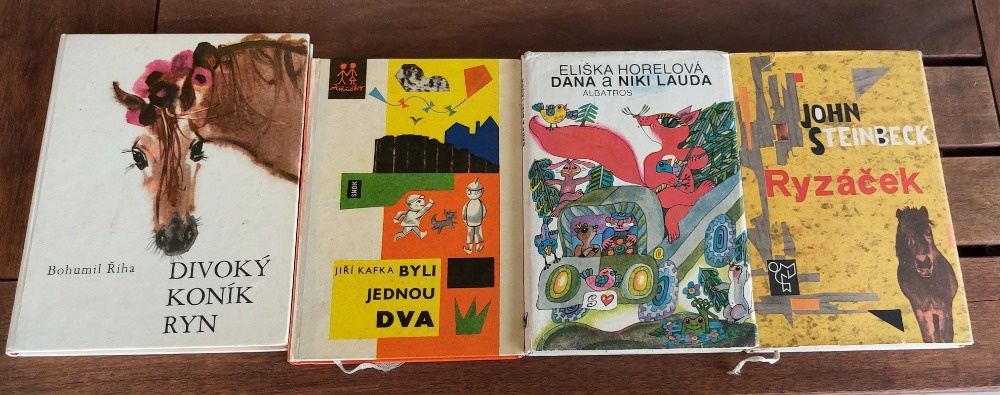 Bohumil Říha
DIVOKÝ
KONÍK
RYN
SNDK
JIŘÍ KAFKA BYLI
JEDNOU
DVA
ELIŠKA HORELOVÁ
DANA a NIKI LAUDA
ALBATROS
S
JOHN
STEINBECK
Ryzáček